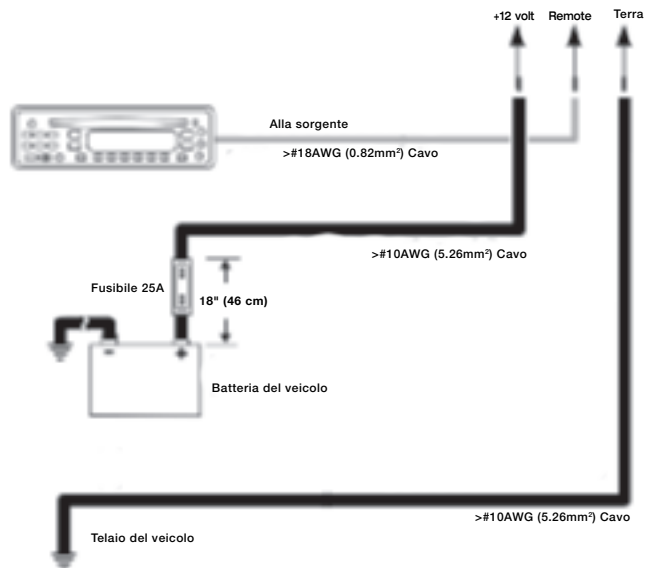 +12 volt Remote Terra
Alla sorgente
>#18AWG (0.82mm²) Cavo
>#10AWG (5.26mm²) Cavo
Fusibile 25A
18" (46 cm)
- +
Batteria del veicolo
>#10AWG (5.26mm²) Cavo
Telaio del veicolo